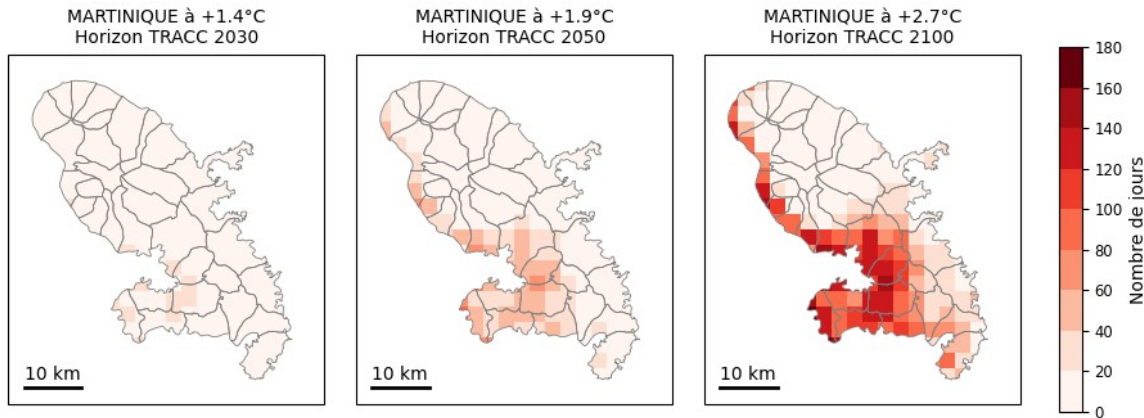 MARTINIQUE à +1.4°C
Horizon TRACC 2030
MARTINIQUE à +1.9°C
Horizon TRACC 2050
MARTINIQUE à +2.7°C
Horizon TRACC 2100
10 km
10 km
10 km
180
160
140
120
100
80
60
40
20
0
Nombre de jours